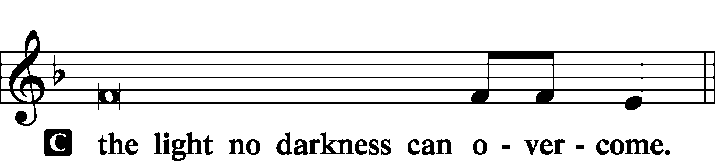 C the light no darkness can o - ver - come.